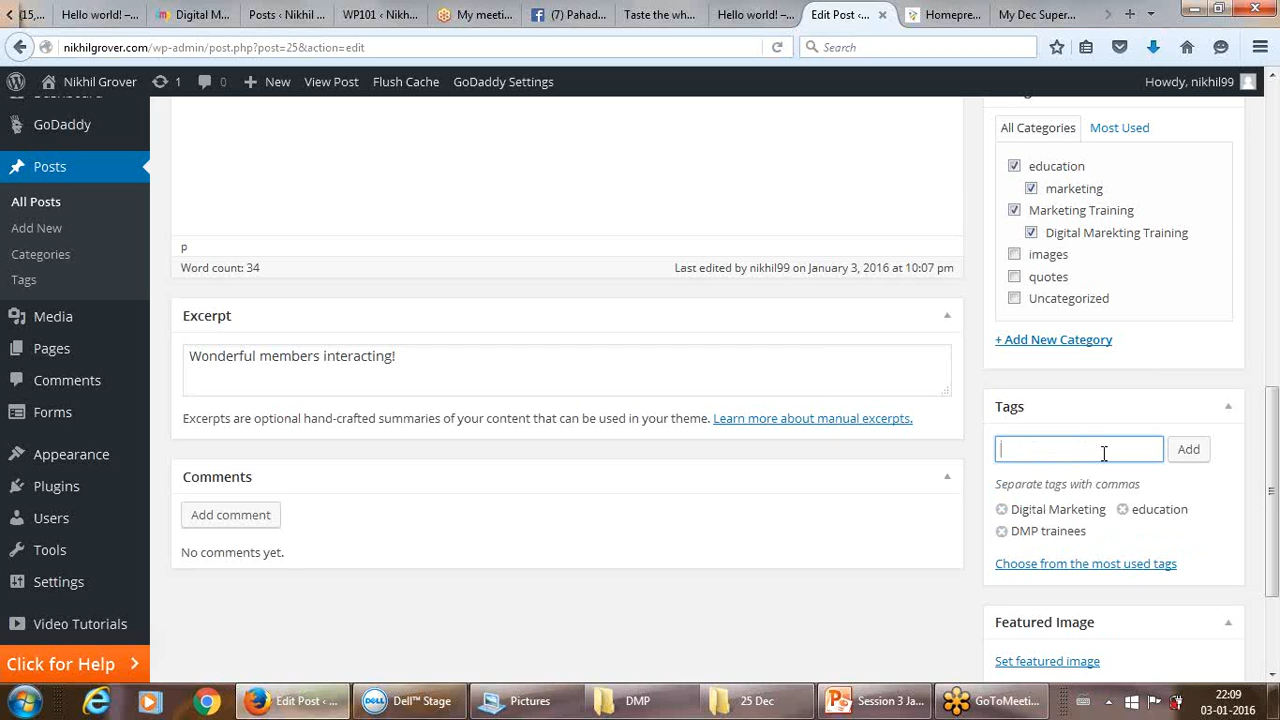 (15,... Hello world! –... Digital M... Posts ‹ Nikhil ... WP101 ‹ Nikh... My meeti... (7) Pahad... Taste the wh... Hello world! –... Edit Post ‹... Homepre... My Dec Super...
nikhilgrover.com/wp-admin/post.php?post=25&action=edit Search
Nikhil Grover 1 0 New View Post Flush Cache GoDaddy Settings Howdy, nikhil99
Dashboard
GoDaddy
Posts
All Posts
Add New
Categories
Tags
Media
Pages
Comments
Forms
Appearance
Plugins
Users
Tools
Settings
Video Tutorials
Click for Help
P
Word count: 34 Last edited by nikhil99 on January 3, 2016 at 10:07 pm
Excerpt
Wonderful members interacting!
Excerpts are optional hand-crafted summaries of your content that can be used in your theme. Learn more about manual excerpts.
Comments
Add comment
No comments yet.
All Categories Most Used
education
marketing
Marketing Training
Digital Marekting Training
images
quotes
Uncategorized
+ Add New Category
Tags
Add
Separate tags with commas
Digital Marketing education
DMP trainees
Choose from the most used tags
Featured Image
Set featured image
Edit Post ‹ ... Dell™ Stage Pictures DMP 25 Dec Session 3 Ja... GoToMeeti... 22:09
03-01-2016